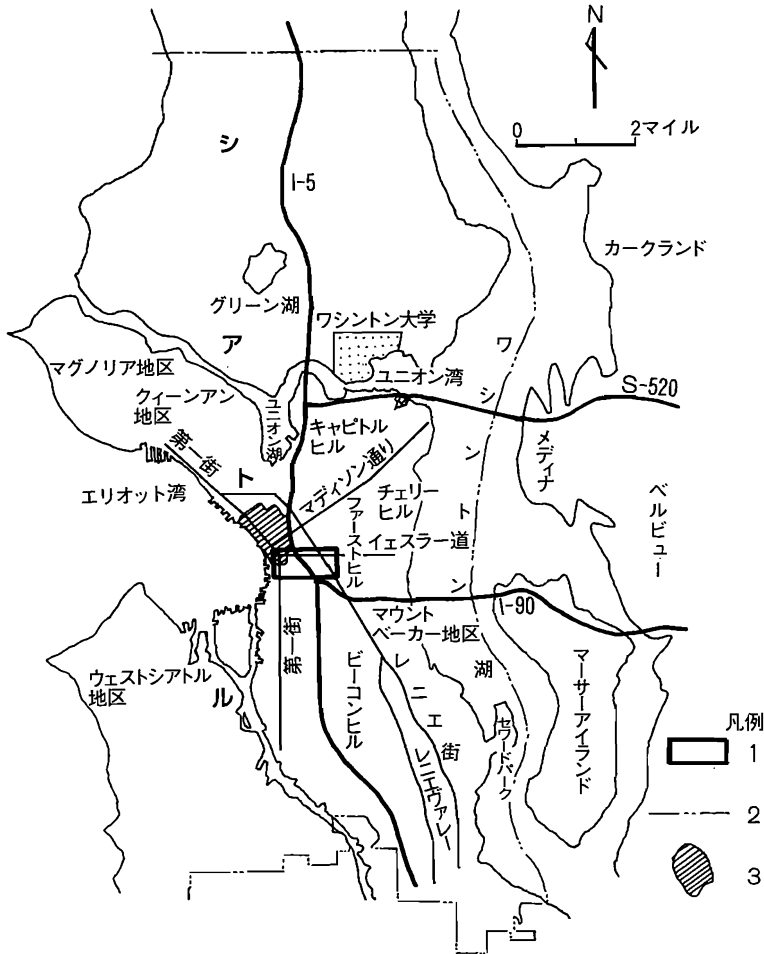 N
0 2マイル
シアトル
I-5
カークランド
グリーン湖
ワシントン大学
マグノリア地区
ユニオン湾
クィーンアン
地区
ユニオン湖
S-520
キャピトル
ヒル
ワシントン湖
メディナ
第一街
マディソン通り
エリオット湾
チェリー
ヒル
ファーストヒル
イェスラー道
ベルビュー
I-90
マウント
ベーカー地区
第一街
ビーコンヒル
レニエ街
ウェストシアトル
地区
レニエヴァレー
セワードパーク
マーサーアイランド
凡例
1
2
3